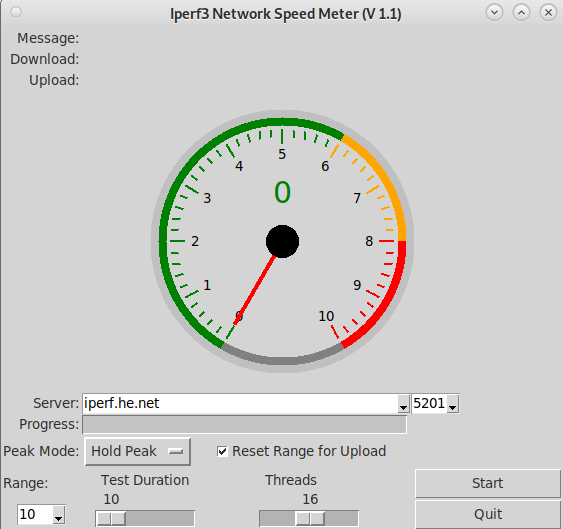 Iperf3 Network Speed Meter (V 1.1)
Message:
Download:
Upload:
5
4 6
0
3 7
2 8
1 9
0 10
Server: iperf.he.net 5201
Progress:
Peak Mode: Hold Peak Reset Range for Upload
Range: Test Duration Threads Start
10 16
10 Quit